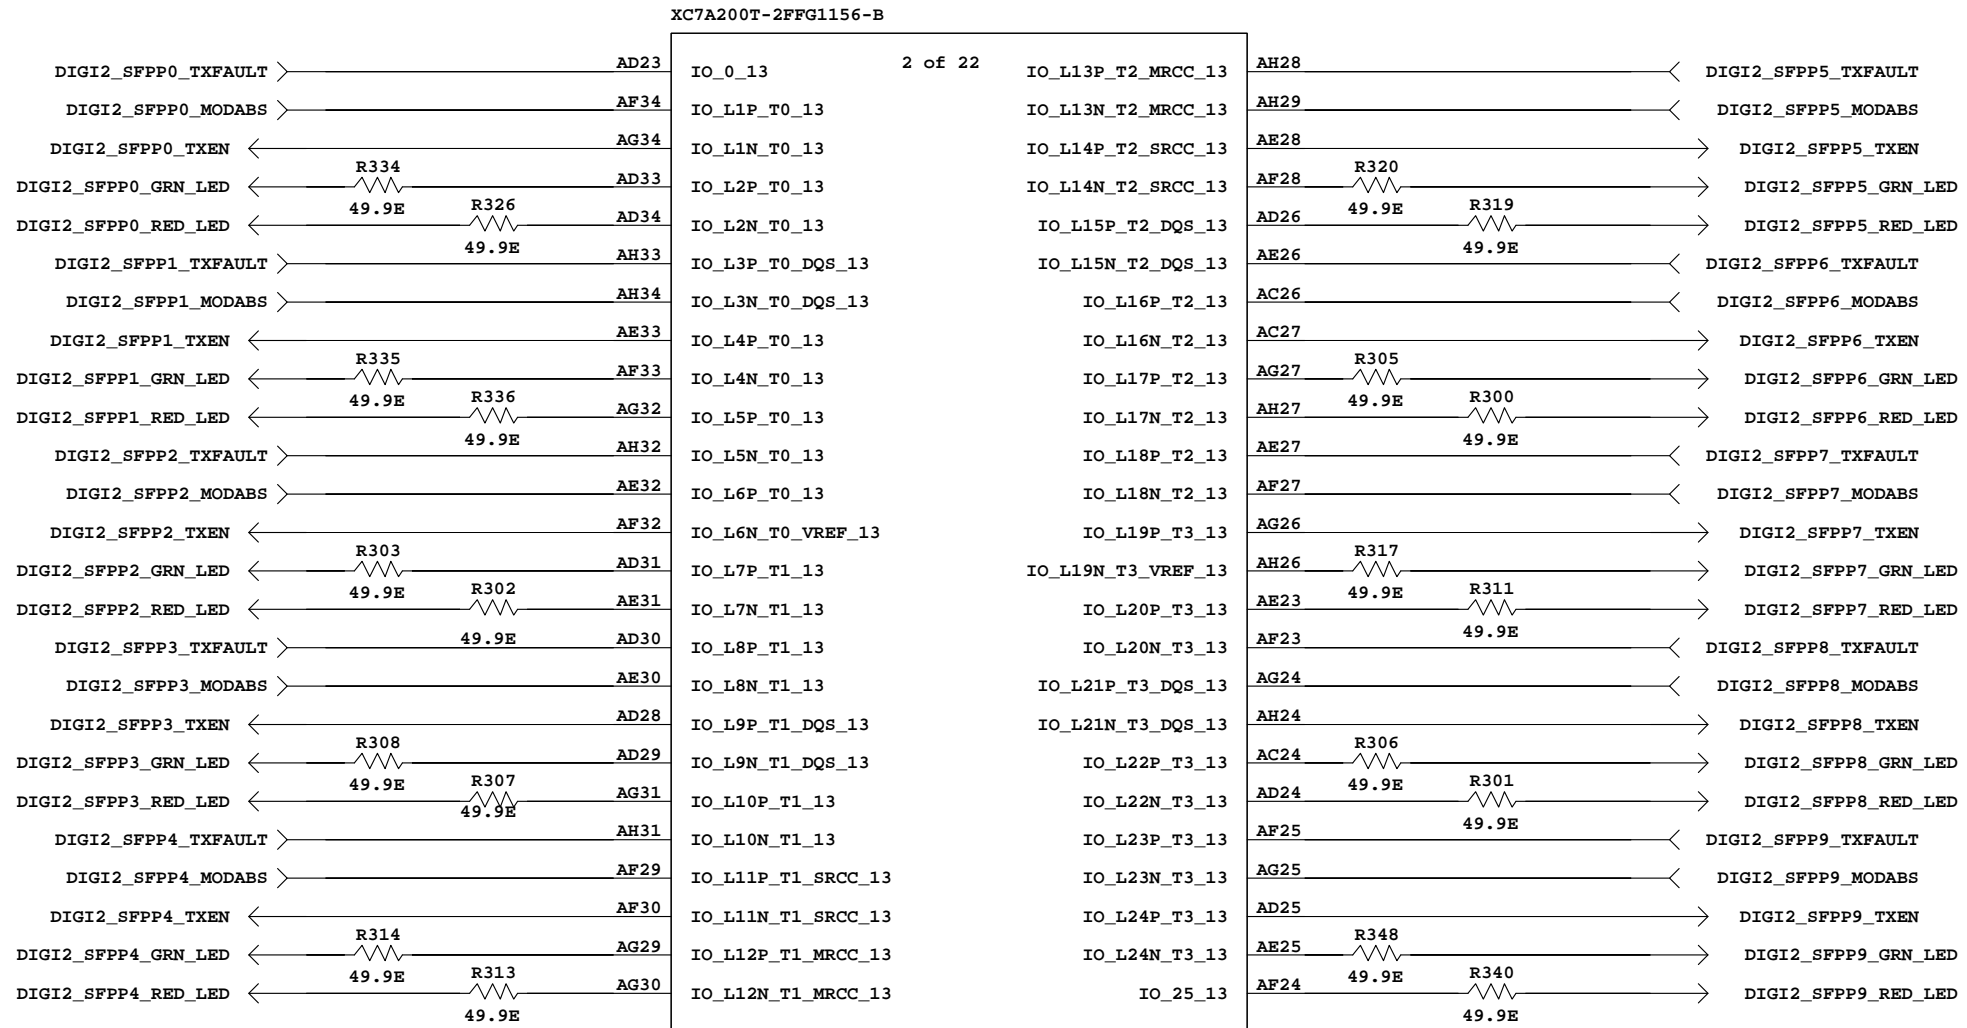 XC7A200T-2FFG1156-B
2 of 22
DIGI2_SFPP0_TXFAULT AD23 IO_0_13 IO_L13P_T2_MRCC_13 AH28 DIGI2_SFPP5_TXFAULT
DIGI2_SFPP0_MODABS AF34 IO_L1P_T0_13 IO_L13N_T2_MRCC_13 AH29 DIGI2_SFPP5_MODABS
DIGI2_SFPP0_TXEN AG34 IO_L1N_T0_13 IO_L14P_T2_SRCC_13 AE28 DIGI2_SFPP5_TXEN
R334 R320
DIGI2_SFPP0_GRN_LED AD33 IO_L2P_T0_13 IO_L14N_T2_SRCC_13 AF28 DIGI2_SFPP5_GRN_LED
49.9E R326 49.9E R319
DIGI2_SFPP0_RED_LED AD34 IO_L2N_T0_13 IO_L15P_T2_DQS_13 AD26 DIGI2_SFPP5_RED_LED
49.9E 49.9E
DIGI2_SFPP1_TXFAULT AH33 IO_L3P_T0_DQS_13 IO_L15N_T2_DQS_13 AE26 DIGI2_SFPP6_TXFAULT
DIGI2_SFPP1_MODABS AH34 IO_L3N_T0_DQS_13 IO_L16P_T2_13 AC26 DIGI2_SFPP6_MODABS
DIGI2_SFPP1_TXEN AE33 IO_L4P_T0_13 IO_L16N_T2_13 AC27 DIGI2_SFPP6_TXEN
R335 R305
DIGI2_SFPP1_GRN_LED AF33 IO_L4N_T0_13 IO_L17P_T2_13 AG27 DIGI2_SFPP6_GRN_LED
49.9E R336 49.9E R300
DIGI2_SFPP1_RED_LED AG32 IO_L5P_T0_13 IO_L17N_T2_13 AH27 DIGI2_SFPP6_RED_LED
49.9E 49.9E
DIGI2_SFPP2_TXFAULT AH32 IO_L5N_T0_13 IO_L18P_T2_13 AE27 DIGI2_SFPP7_TXFAULT
DIGI2_SFPP2_MODABS AE32 IO_L6P_T0_13 IO_L18N_T2_13 AF27 DIGI2_SFPP7_MODABS
DIGI2_SFPP2_TXEN AF32 IO_L6N_T0_VREF_13 IO_L19P_T3_13 AG26 DIGI2_SFPP7_TXEN
R303 R317
DIGI2_SFPP2_GRN_LED AD31 IO_L7P_T1_13 IO_L19N_T3_VREF_13 AH26 DIGI2_SFPP7_GRN_LED
49.9E R302 49.9E R311
DIGI2_SFPP2_RED_LED AE31 IO_L7N_T1_13 IO_L20P_T3_13 AE23 DIGI2_SFPP7_RED_LED
49.9E 49.9E
DIGI2_SFPP3_TXFAULT AD30 IO_L8P_T1_13 IO_L20N_T3_13 AF23 DIGI2_SFPP8_TXFAULT
DIGI2_SFPP3_MODABS AE30 IO_L8N_T1_13 IO_L21P_T3_DQS_13 AG24 DIGI2_SFPP8_MODABS
DIGI2_SFPP3_TXEN AD28 IO_L9P_T1_DQS_13 IO_L21N_T3_DQS_13 AH24 DIGI2_SFPP8_TXEN
R308 R306
DIGI2_SFPP3_GRN_LED AD29 IO_L9N_T1_DQS_13 IO_L22P_T3_13 AC24 DIGI2_SFPP8_GRN_LED
49.9E R307 49.9E R301
DIGI2_SFPP3_RED_LED AG31 IO_L10P_T1_13 IO_L22N_T3_13 AD24 DIGI2_SFPP8_RED_LED
49.9E 49.9E
DIGI2_SFPP4_TXFAULT AH31 IO_L10N_T1_13 IO_L23P_T3_13 AF25 DIGI2_SFPP9_TXFAULT
DIGI2_SFPP4_MODABS AF29 IO_L11P_T1_SRCC_13 IO_L23N_T3_13 AG25 DIGI2_SFPP9_MODABS
DIGI2_SFPP4_TXEN AF30 IO_L11N_T1_SRCC_13 IO_L24P_T3_13 AD25 DIGI2_SFPP9_TXEN
R314 R348
DIGI2_SFPP4_GRN_LED AG29 IO_L12P_T1_MRCC_13 IO_L24N_T3_13 AE25 DIGI2_SFPP9_GRN_LED
49.9E R313 49.9E R340
DIGI2_SFPP4_RED_LED AG30 IO_L12N_T1_MRCC_13 IO_25_13 AF24 DIGI2_SFPP9_RED_LED
49.9E 49.9E